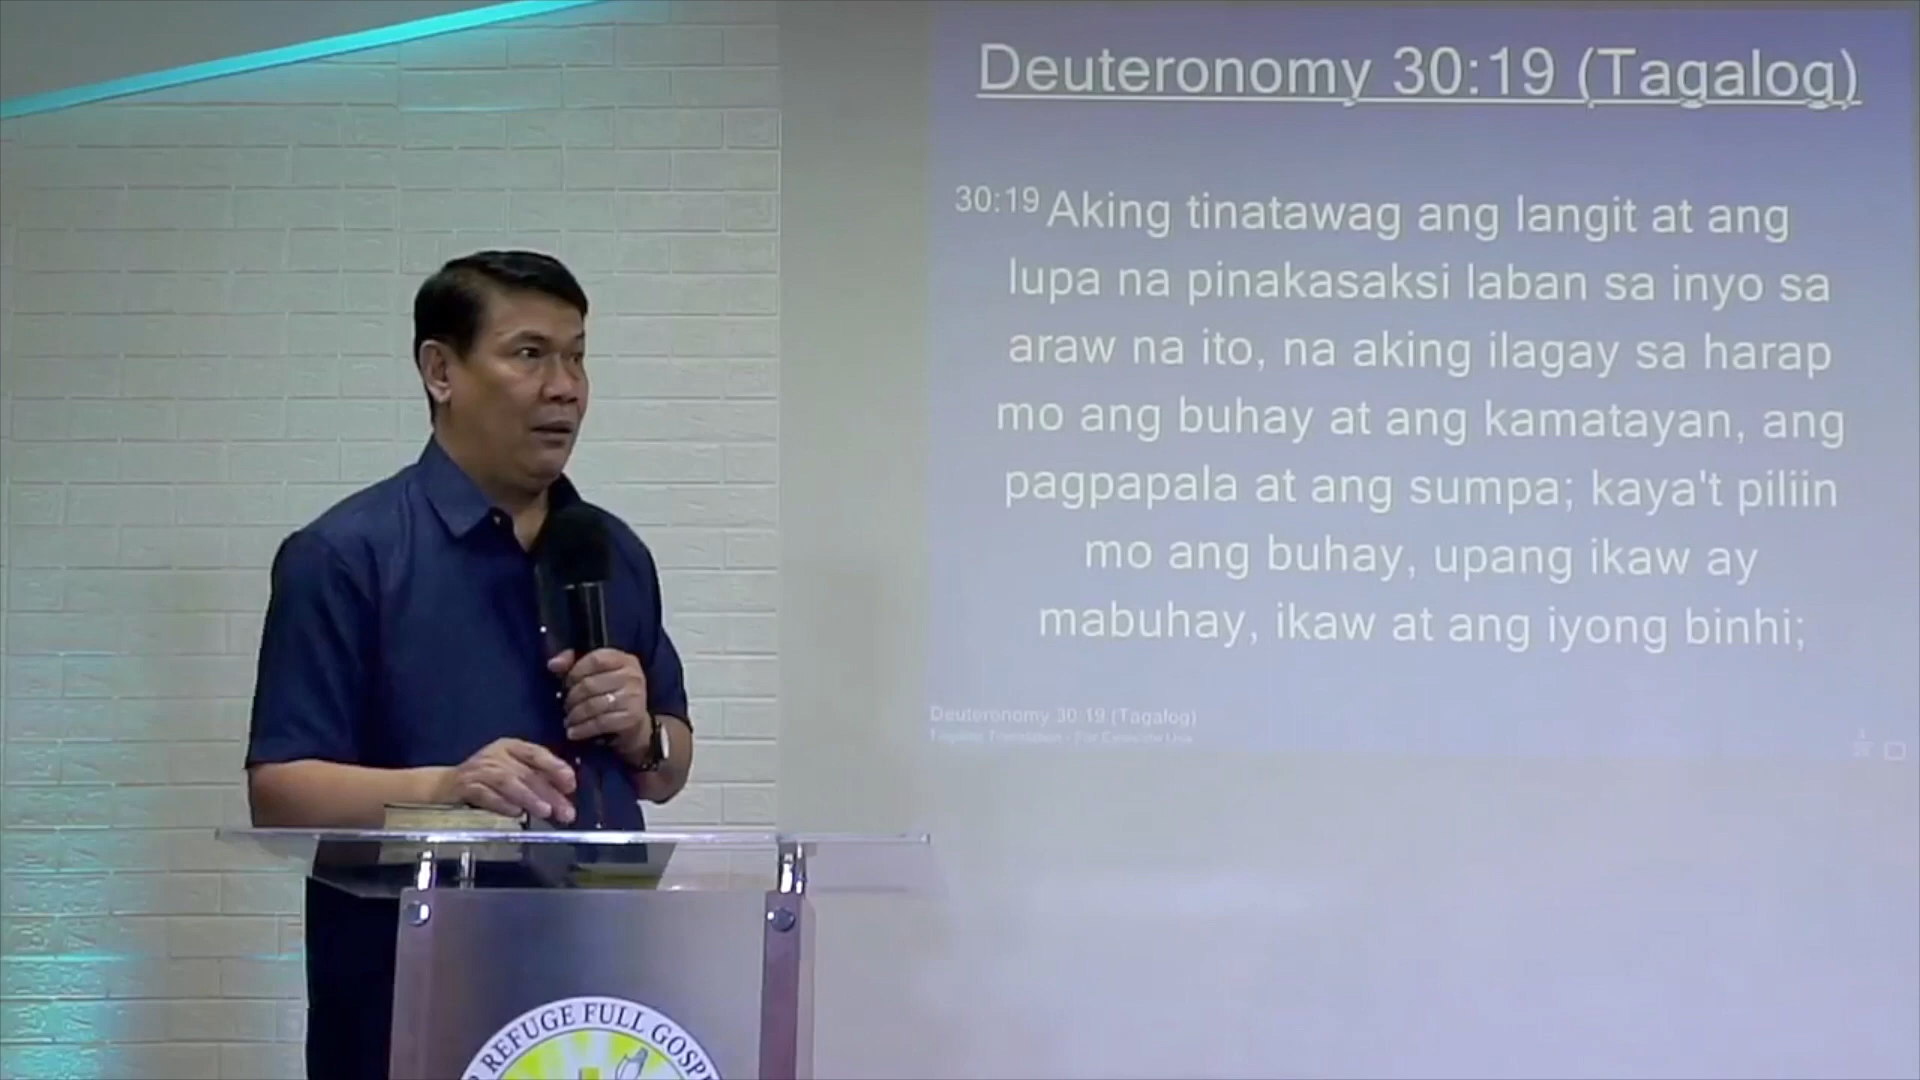 Deuteronomy 30:19 (Tagalog)
30:19 Aking tinatawag ang langit at ang
lupa na pinakasaksi laban sa inyo sa
araw na ito, na aking ilagay sa harap
mo ang buhay at ang kamatayan, ang
pagpapala at ang sumpa; kaya't piliin
mo ang buhay, upang ikaw ay
mabuhay, ikaw at ang iyong binhi;
Deuteronomy 30:19 (Tagalog)
REFUGE FULL